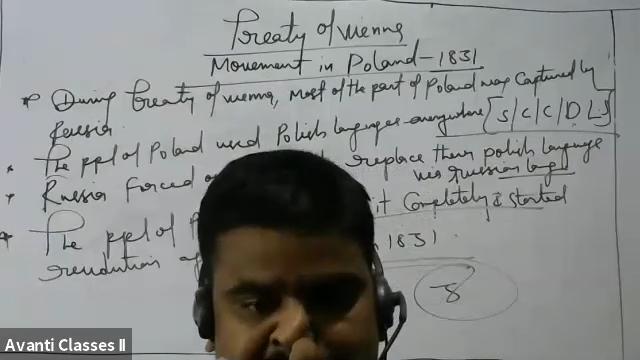 Treaty of Vienna
Movement in Poland - 1831
During treaty of Vienna, Most of the part of Poland was Captured by
Russia
The ppl of Poland used Polish language everywhere [S/C/C/D L S]
Russia forced replace their polish language
via Russian lang
The ppl of it Completely & started
revolution 1831.
8
Avanti Classes II